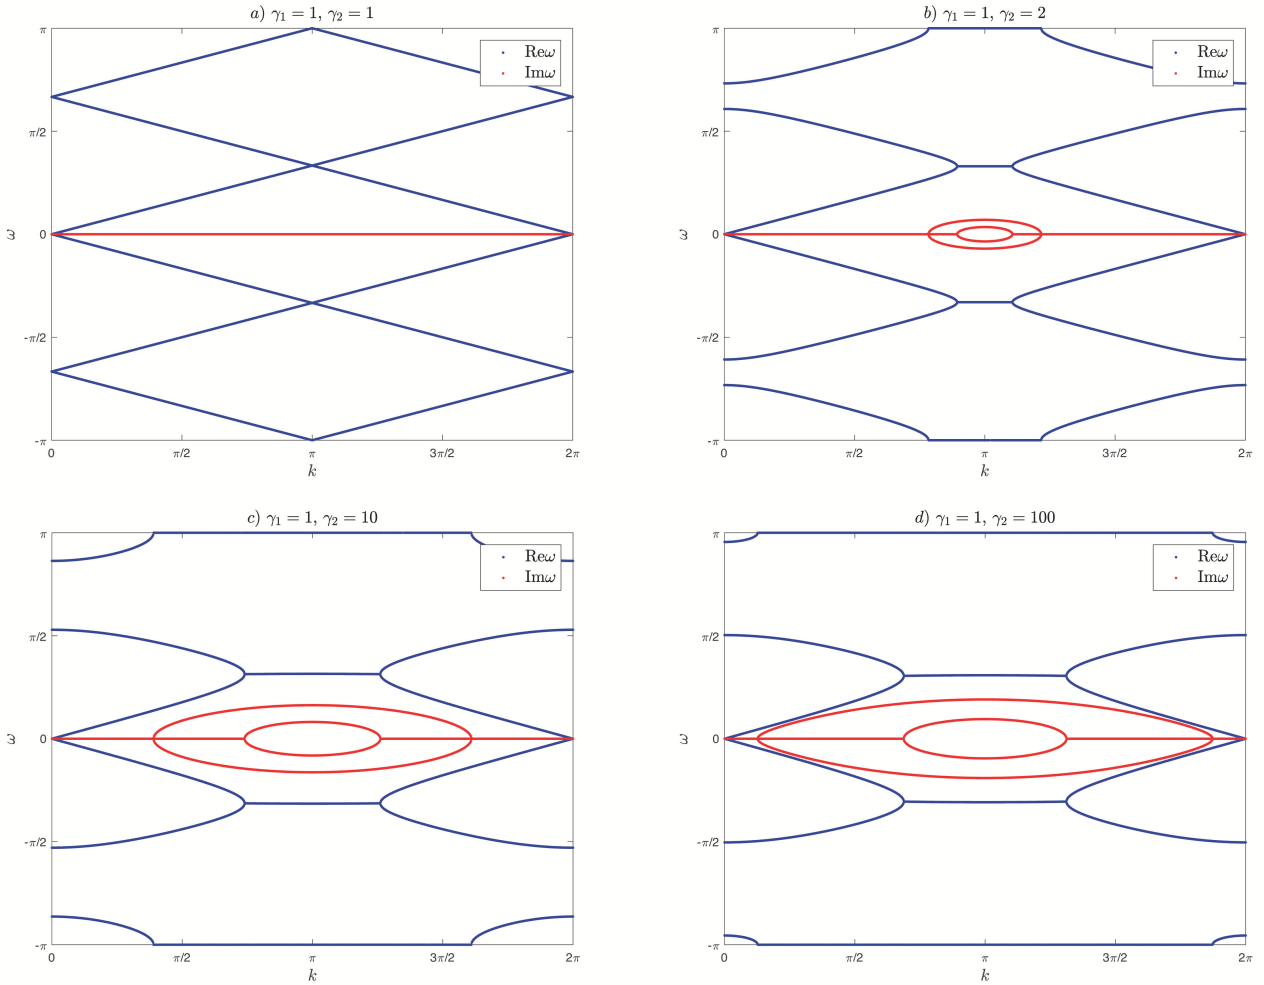 a) γ₁ = 1, γ₂ = 1
π
π/2
0
-π/2
-π
ω
Reω
Imω
0
π/2
π
3π/2
2π
k
b) γ₁ = 1, γ₂ = 2
π
π/2
0
-π/2
-π
ω
Reω
Imω
0
π/2
π
3π/2
2π
k
c) γ₁ = 1, γ₂ = 10
π
π/2
0
-π/2
-π
ω
Reω
Imω
0
π/2
π
3π/2
2π
k
d) γ₁ = 1, γ₂ = 100
π
π/2
0
-π/2
-π
ω
Reω
Imω
0
π/2
π
3π/2
2π
k